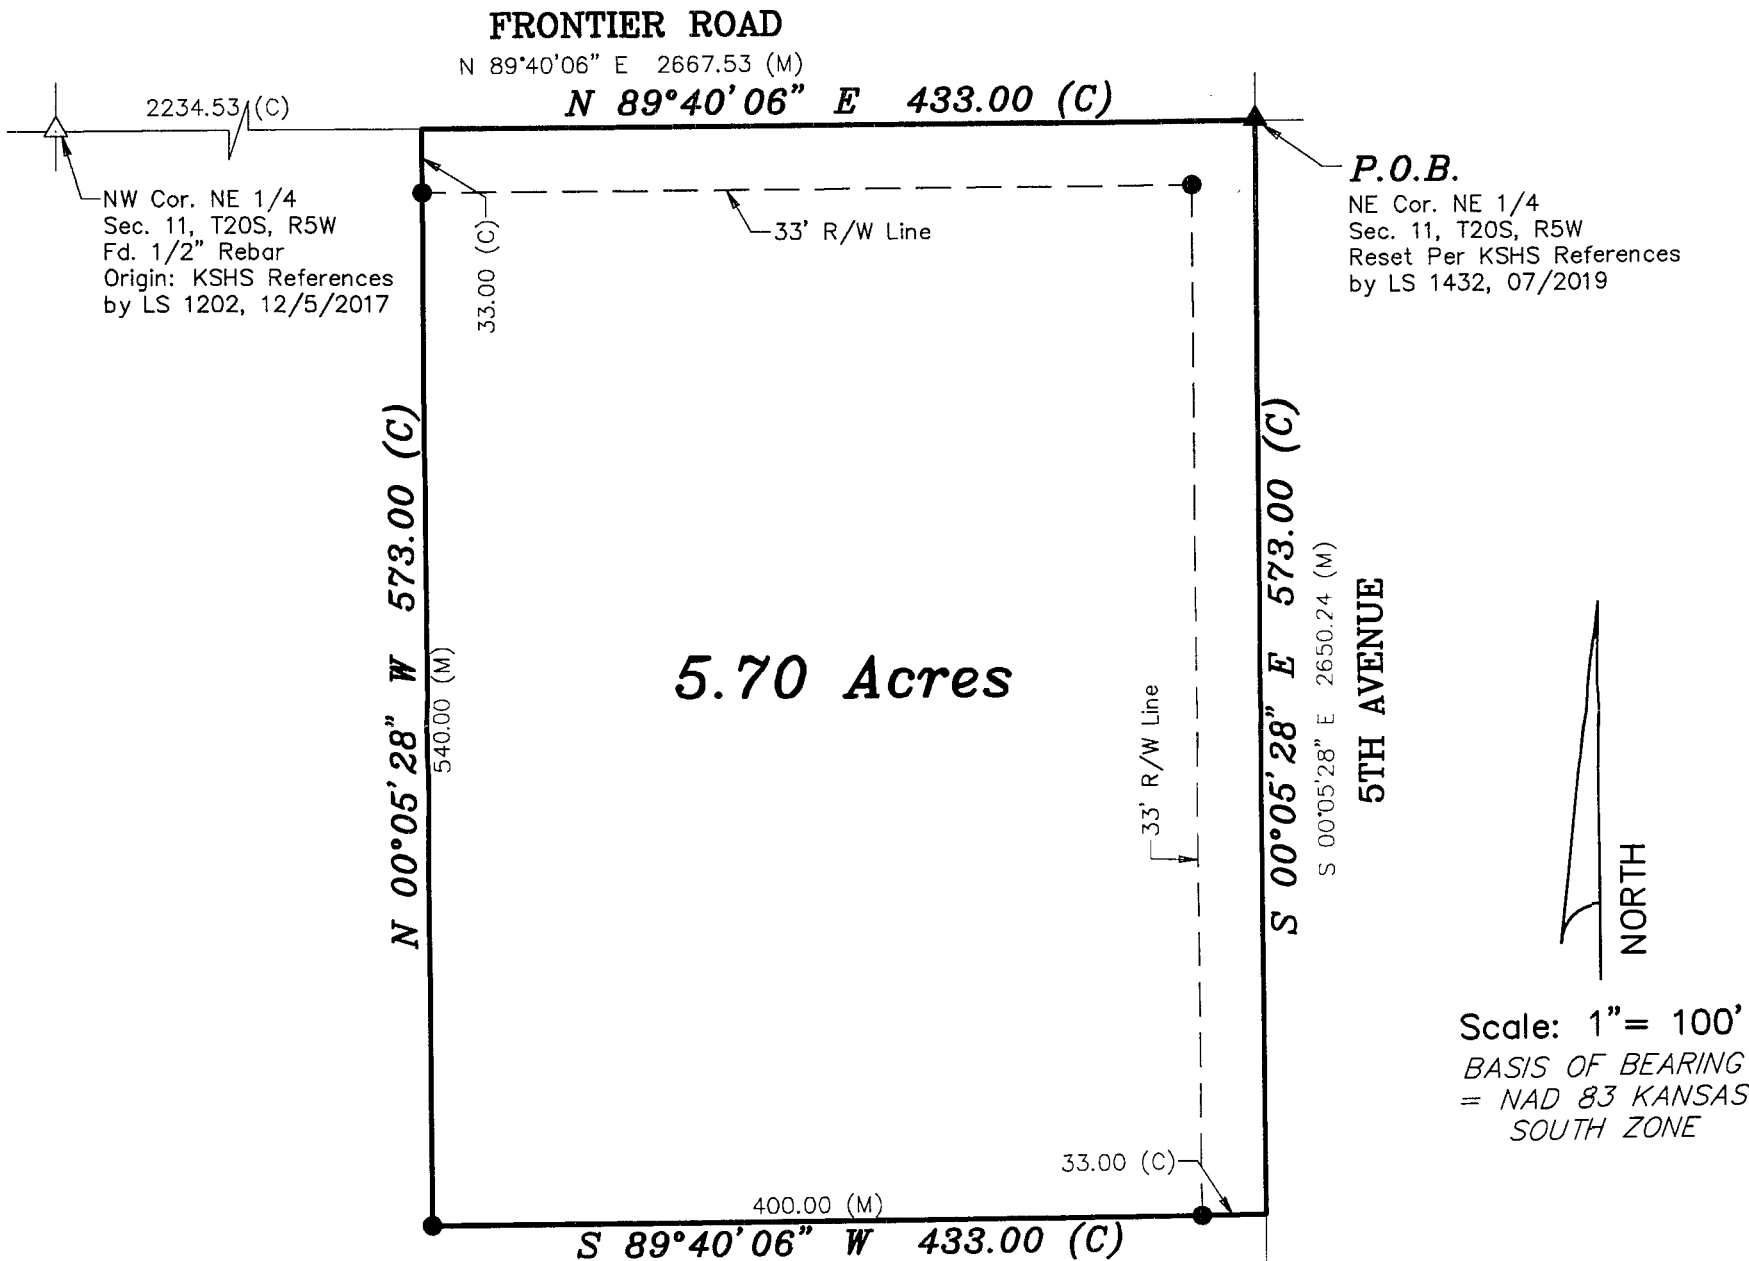 FRONTIER ROAD
N 89°40'06" E 2667.53 (M)
N 89°40'06" E 433.00 (C)
2234.53 (C)
NW Cor. NE 1/4
Sec. 11, T20S, R5W
Fd. 1/2" Rebar
Origin: KSHS References
by LS 1202, 12/5/2017
33.00 (C)
33' R/W Line
P.O.B.
NE Cor. NE 1/4
Sec. 11, T20S, R5W
Reset Per KSHS References
by LS 1432, 07/2019
N 00°05'28" W 573.00 (C)
540.00 (M)
5.70 Acres
33' R/W Line
S 00°05'28" E 573.00 (C)
S 00°05'28" E 2650.24 (M)
5TH AVENUE
NORTH
Scale: 1"= 100'
BASIS OF BEARING
= NAD 83 KANSAS
SOUTH ZONE
33.00 (C)
400.00 (M)
S 89°40'06" W 433.00 (C)